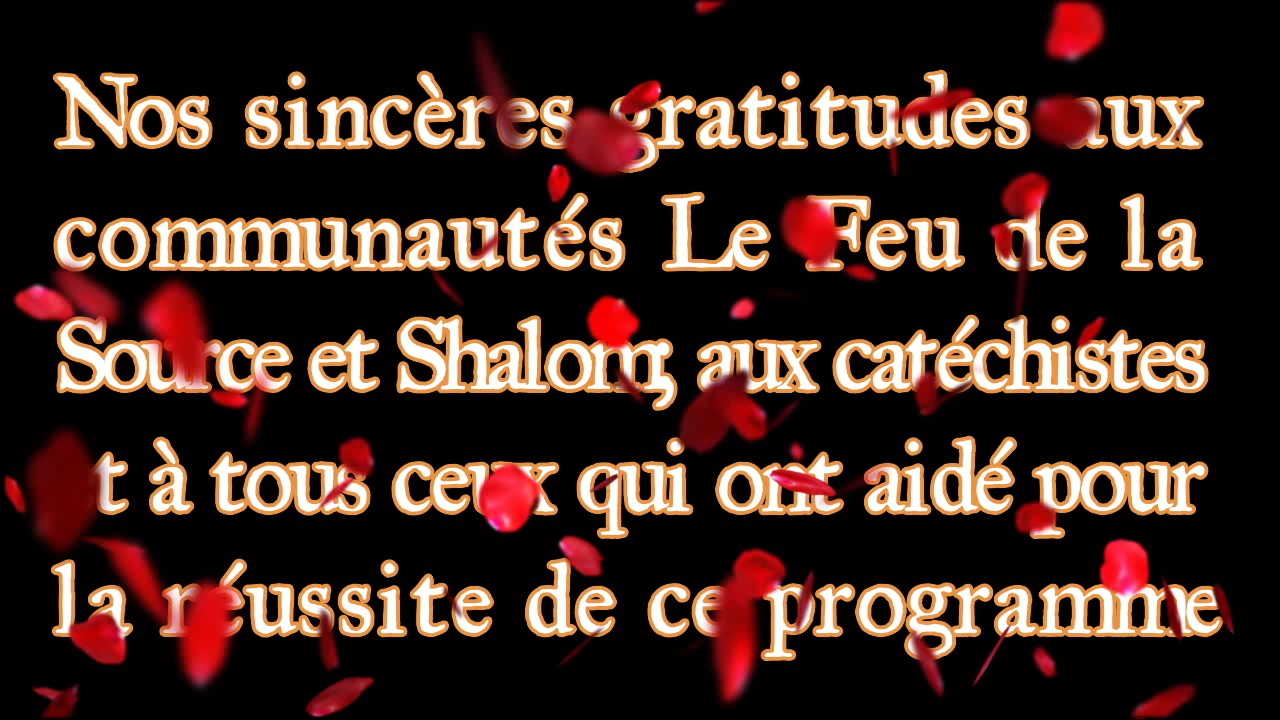 Nos sincères gratitudes aux
communautés Le Feu de la
Source et Shalom; aux catéchistes
et à tous ceux qui ont aidé pour
la réussite de ce programme